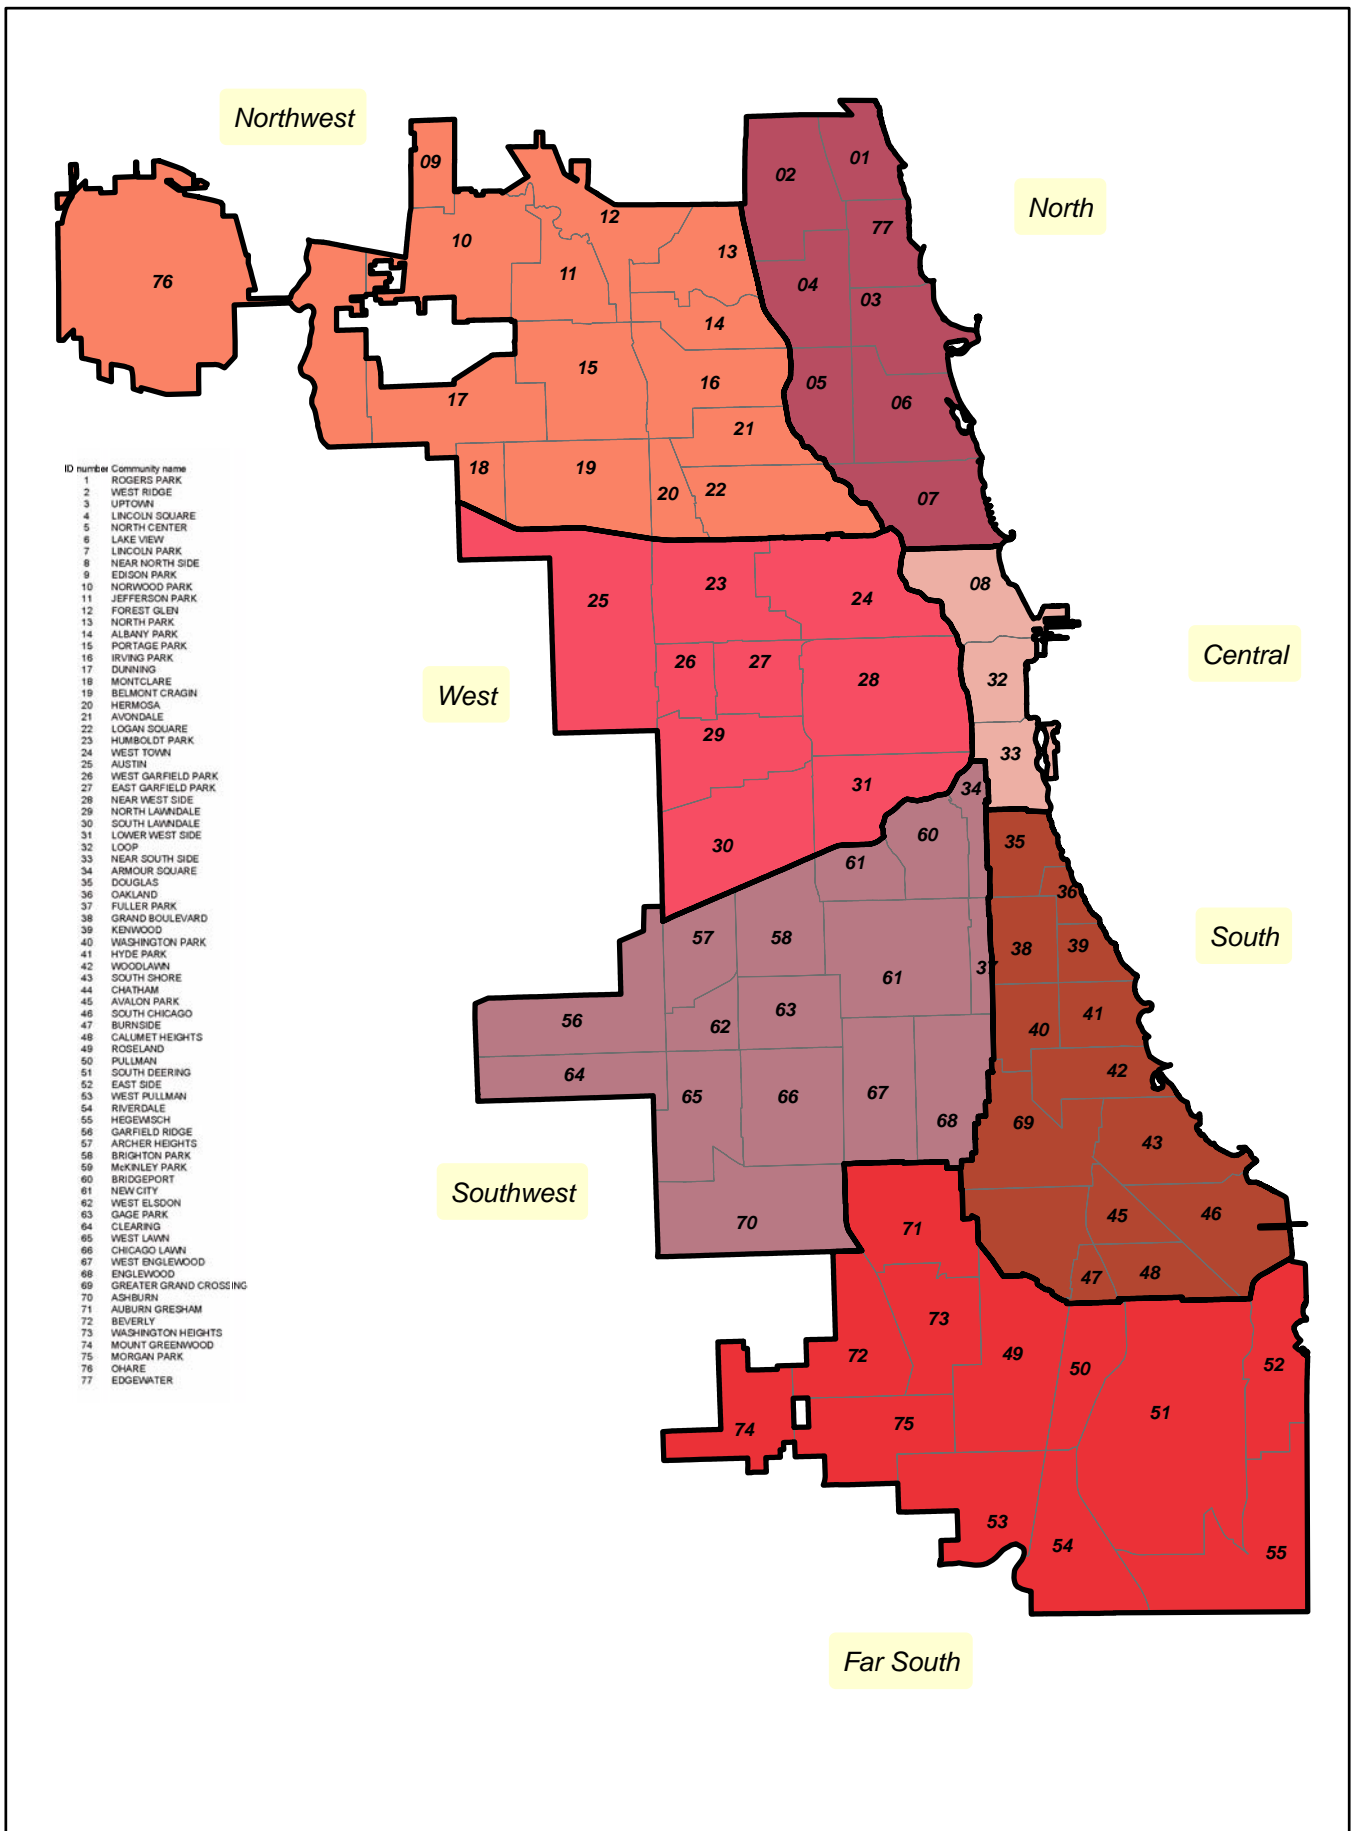 Northwest
North
09
01
02
12
77
10
13
11
76
04
03
14
15
16
05
17
06
21
18
19
20
22
07
ID number Community name
1 ROGERS PARK
2 WEST RIDGE
3 UPTOWN
4 LINCOLN SQUARE
5 NORTH CENTER
6 LAKE VIEW
7 LINCOLN PARK
8 NEAR NORTH SIDE
9 EDISON PARK
10 NORWOOD PARK
11 JEFFERSON PARK
12 FOREST GLEN
13 NORTH PARK
14 ALBANY PARK
15 PORTAGE PARK
16 IRVING PARK
17 DUNNING
18 MONTCLARE
19 BELMONT CRAGIN
20 HERMOSA
21 AVONDALE
22 LOGAN SQUARE
23 HUMBOLDT PARK
24 WEST TOWN
25 AUSTIN
26 WEST GARFIELD PARK
27 EAST GARFIELD PARK
28 NEAR WEST SIDE
29 NORTH LAWNDALE
30 SOUTH LAWNDALE
31 LOWER WEST SIDE
32 LOOP
33 NEAR SOUTH SIDE
34 ARMOUR SQUARE
35 DOUGLAS
36 OAKLAND
37 FULLER PARK
38 GRAND BOULEVARD
39 KENWOOD
40 WASHINGTON PARK
41 HYDE PARK
42 WOODLAWN
43 SOUTH SHORE
44 CHATHAM
45 AVALON PARK
46 SOUTH CHICAGO
47 BURNSIDE
48 CALUMET HEIGHTS
49 ROSELAND
50 PULLMAN
51 SOUTH DEERING
52 EAST SIDE
53 WEST PULLMAN
54 RIVERDALE
55 HEGEWISCH
56 GARFIELD RIDGE
57 ARCHER HEIGHTS
58 BRIGHTON PARK
59 McKINLEY PARK
60 BRIDGEPORT
61 NEW CITY
62 WEST ELSDON
63 GAGE PARK
64 CLEARING
65 WEST LAWN
66 CHICAGO LAWN
67 WEST ENGLEWOOD
68 ENGLEWOOD
69 GREATER GRAND CROSSING
70 ASHBURN
71 AUBURN GRESHAM
72 BEVERLY
73 WASHINGTON HEIGHTS
74 MOUNT GREENWOOD
75 MORGAN PARK
76 OHARE
77 EDGEWATER
08
23
25
24
Central
26
27
28
32
West
29
33
31
34
30
60
35
61
36
57
58
38
39
South
37
61
63
41
56
62
40
64
42
65
66
67
69
68
43
Southwest
70
71
45
46
47
48
73
72
49
50
52
51
74
75
53
54
55
Far South